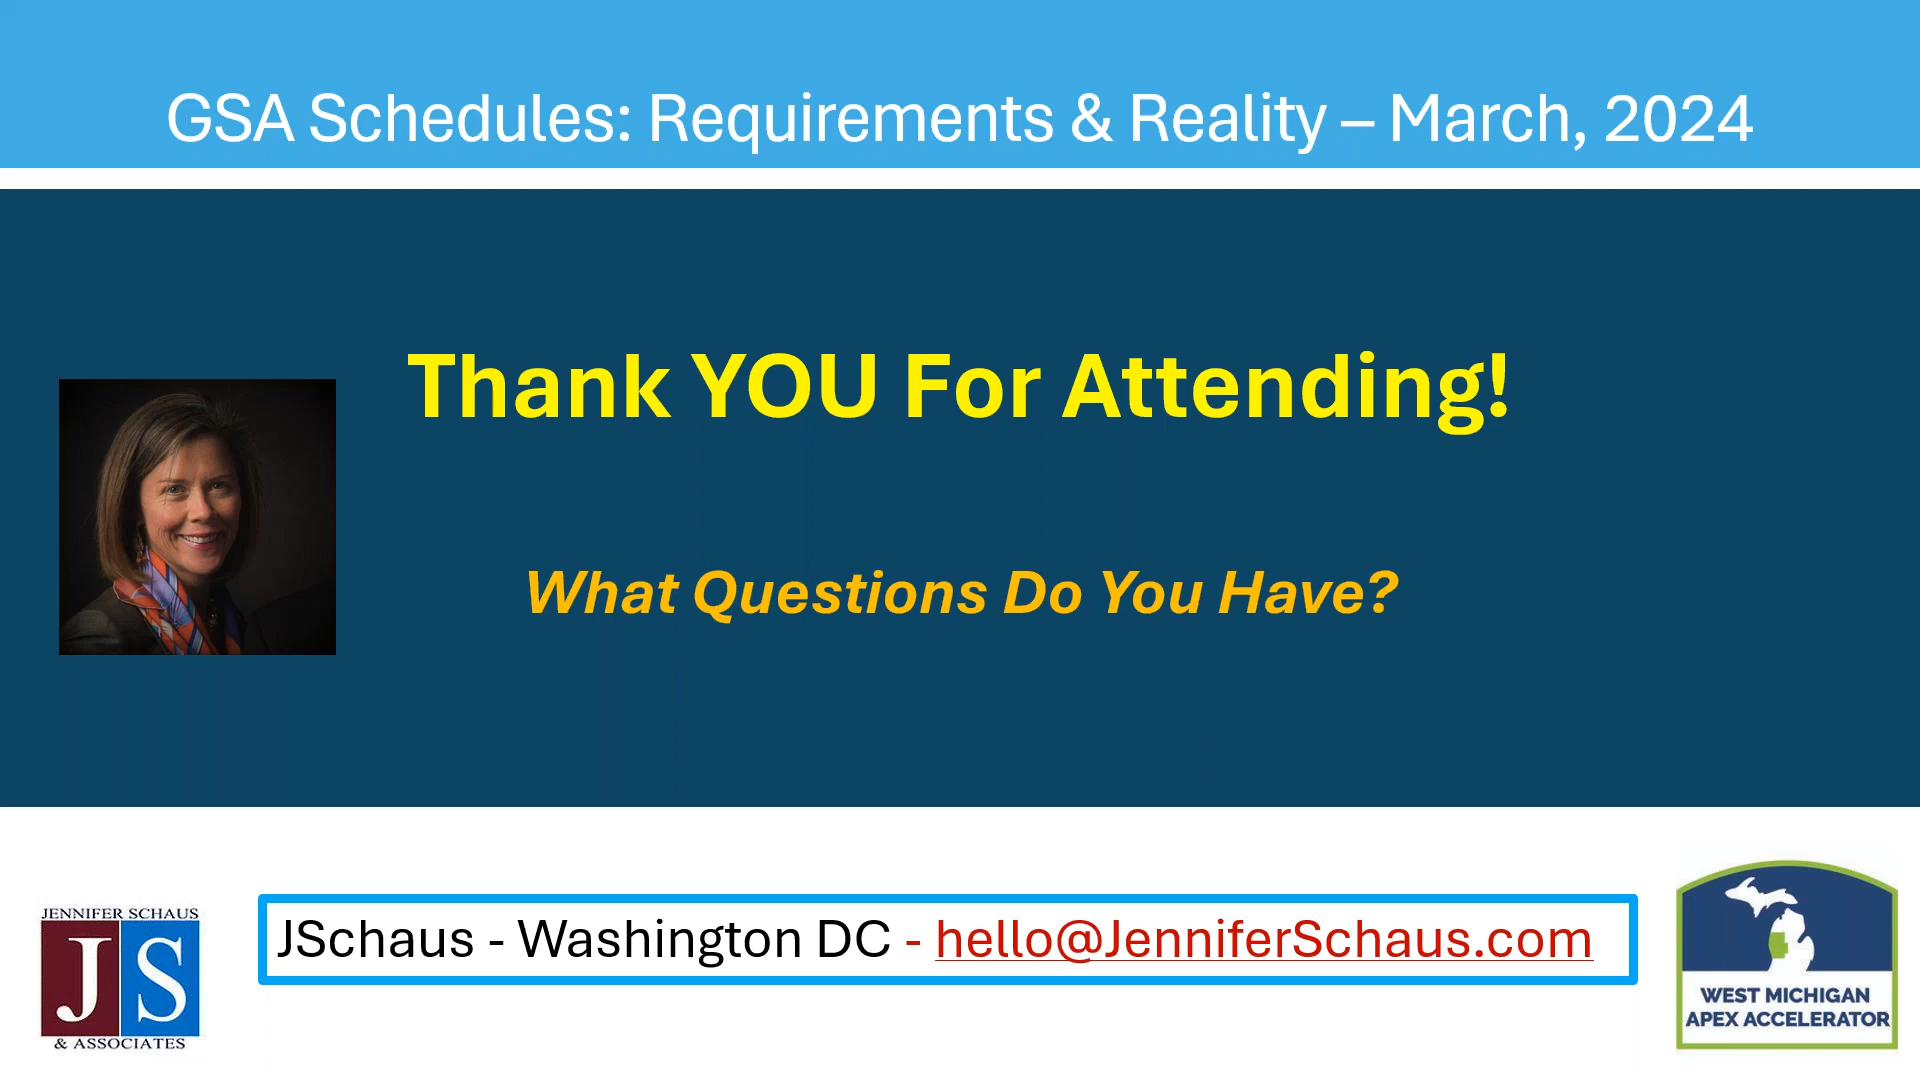 GSA Schedules: Requirements & Reality – March, 2024
Thank YOU For Attending!
What Questions Do You Have?
JENNIFER SCHAUS
JS
& ASSOCIATES
JSchaus - Washington DC - hello@JenniferSchaus.com
WEST MICHIGAN
APEX ACCELERATOR